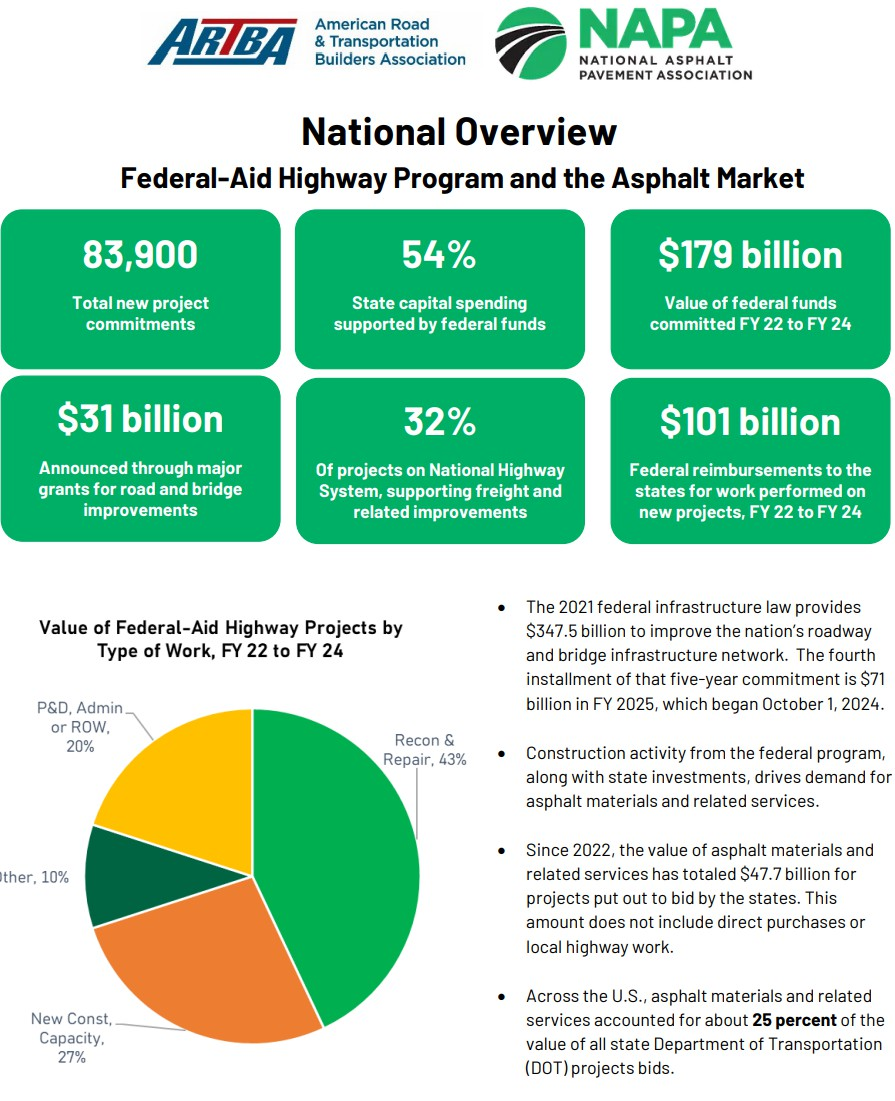 ARTBA
American Road
& Transportation
Builders Association
NAPA
NATIONAL ASPHALT
PAVEMENT ASSOCIATION
National Overview
Federal-Aid Highway Program and the Asphalt Market
83,900
Total new project
commitments
54%
State capital spending
supported by federal funds
$179 billion
Value of federal funds
committed FY 22 to FY 24
$31 billion
Announced through major
grants for road and bridge
improvements
32%
Of projects on National Highway
System, supporting freight and
related improvements
$101 billion
Federal reimbursements to the
states for work performed on
new projects, FY 22 to FY 24
Value of Federal-Aid Highway Projects by
Type of Work, FY 22 to FY 24
P&D, Admin
or ROW,
20%
Recon &
Repair, 43%
Other, 10%
New Const,
Capacity,
27%
• The 2021 federal infrastructure law provides
$347.5 billion to improve the nation's roadway
and bridge infrastructure network.  The fourth
installment of that five-year commitment is $71
billion in FY 2025, which began October 1, 2024.
• Construction activity from the federal program,
along with state investments, drives demand for
asphalt materials and related services.
• Since 2022, the value of asphalt materials and
related services has totaled $47.7 billion for
projects put out to bid by the states. This
amount does not include direct purchases or
local highway work.
• Across the U.S., asphalt materials and related
services accounted for about 25 percent of the
value of all state Department of Transportation
(DOT) projects bids.